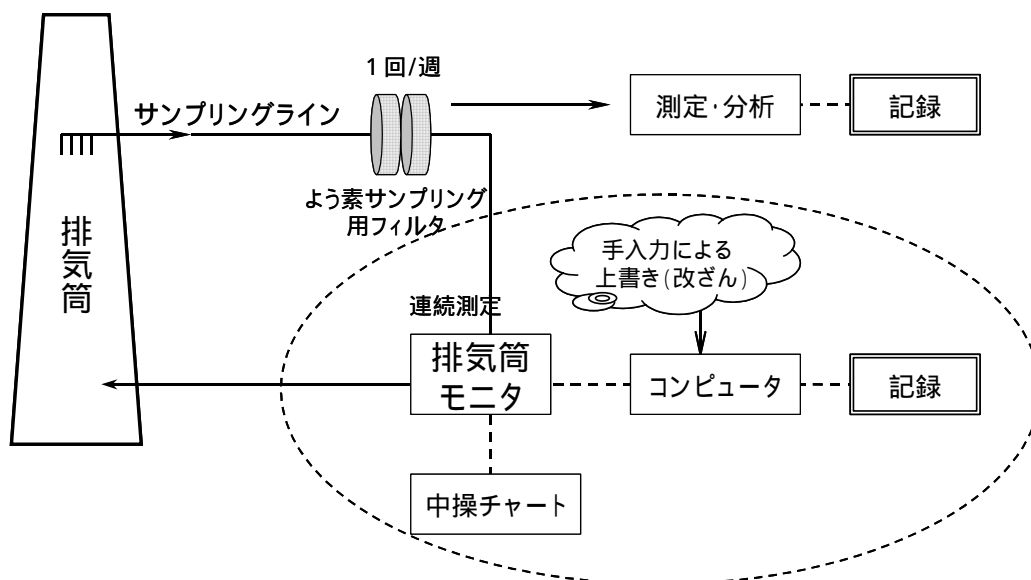 1回/週
サンプリングライン
測定･分析
記録
よう素サンプリング
用フィルタ
排気筒
手入力による
上書き(改ざん)
連続測定
排気筒
モニタ
コンピュータ
記録
中操チャート